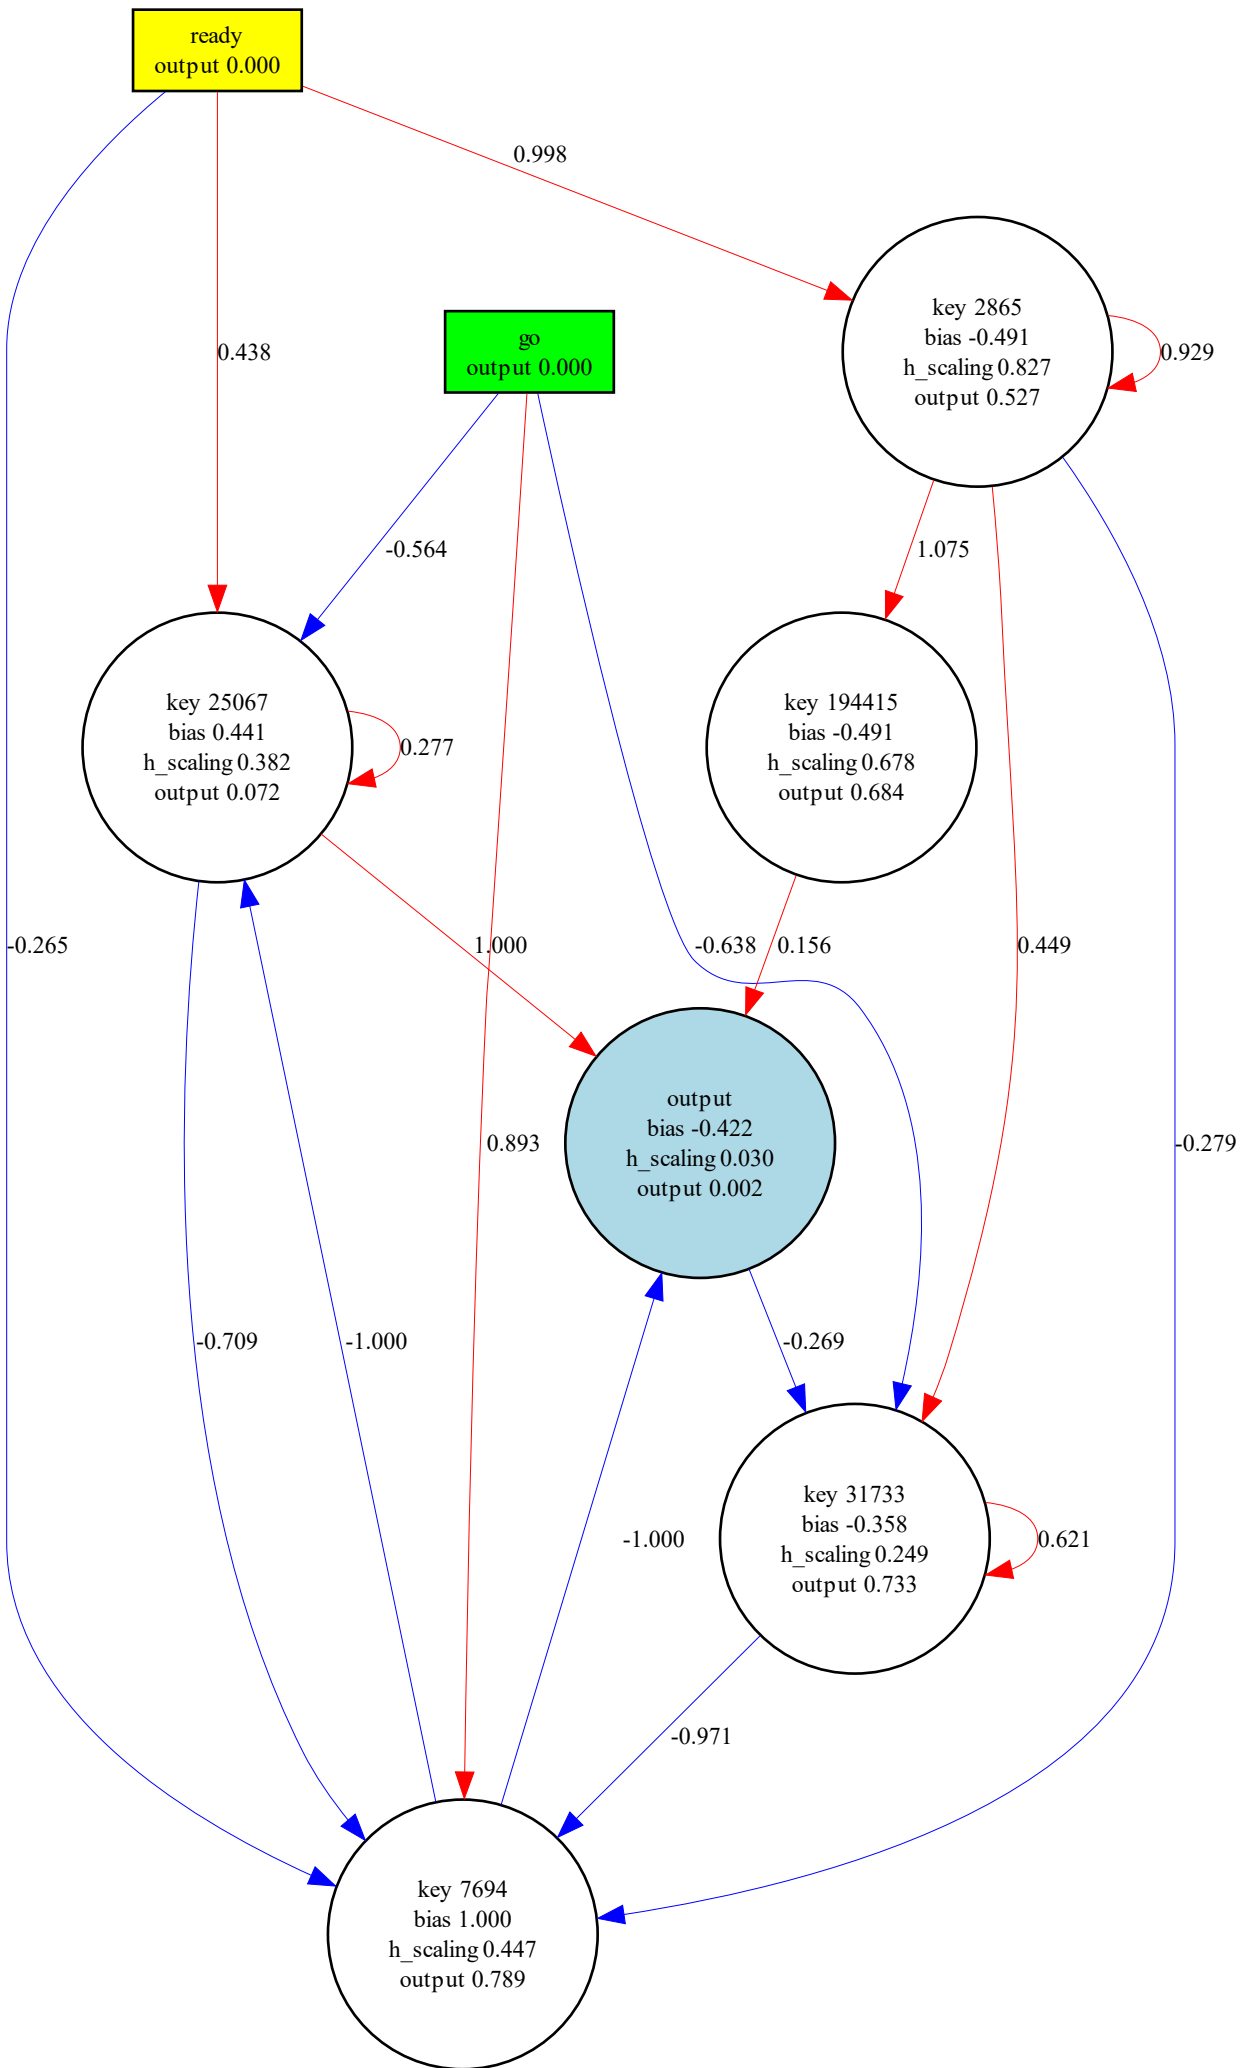 ready
output 0.000
0.998
go
output 0.000
key 2865
bias -0.491
h_scaling 0.827
output 0.527
0.929
0.438
-0.564
1.075
key 25067
bias 0.441
h_scaling 0.382
output 0.072
0.277
key 194415
bias -0.491
h_scaling 0.678
output 0.684
-0.265
1.000
-0.638
0.156
0.449
output
bias -0.422
h_scaling 0.030
output 0.002
0.893
-0.279
-0.709
-1.000
-0.269
-1.000
key 31733
bias -0.358
h_scaling 0.249
output 0.733
0.621
-0.971
key 7694
bias 1.000
h_scaling 0.447
output 0.789